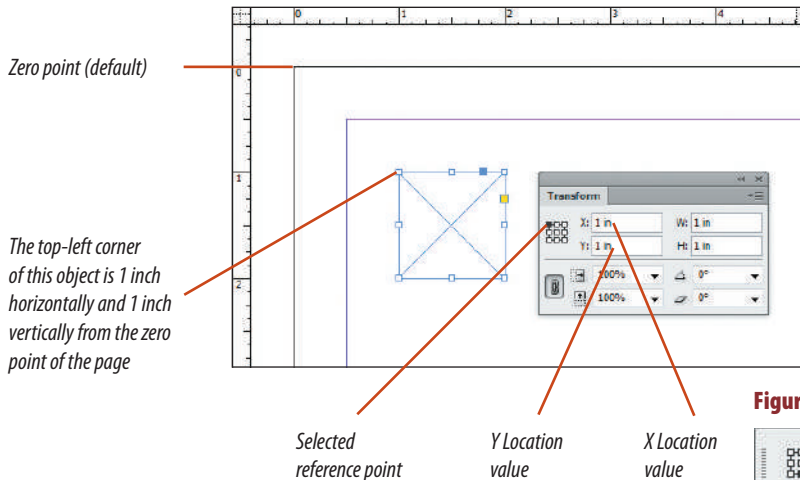 0 1 2 3 4
Zero point (default)
0
1
Transform
X: 1 in W: 1 in
Y: 1 in H: 1 in
The top-left corner
of this object is 1 inch
horizontally and 1 inch
vertically from the zero
point of the page
100% 0°
100% 0°
2
Figur
Selected
reference point
Y Location
value
X Location
value